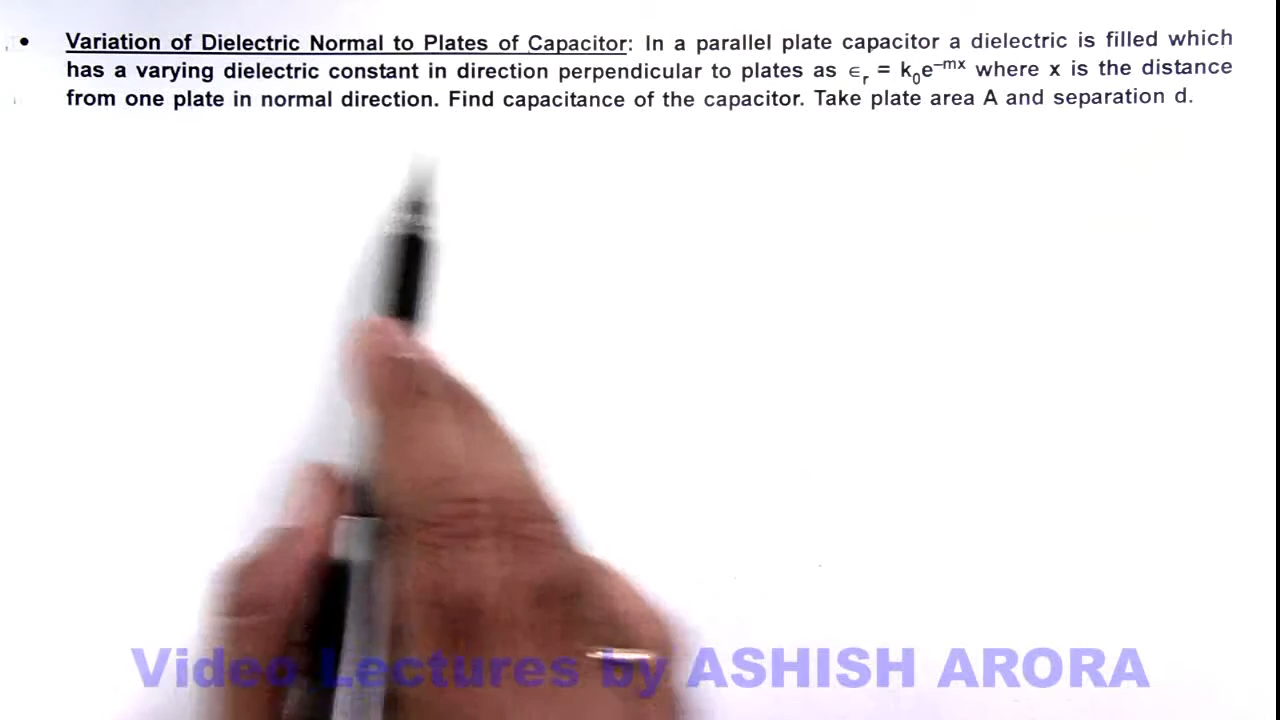 • Variation of Dielectric Normal to Plates of Capacitor: In a parallel plate capacitor a dielectric is filled which
has a varying dielectric constant in direction perpendicular to plates as ϵᵣ = k₀e⁻ᵐˣ where x is the distance
from one plate in normal direction. Find capacitance of the capacitor. Take plate area A and separation d.
Video Lectures by ASHISH ARORA